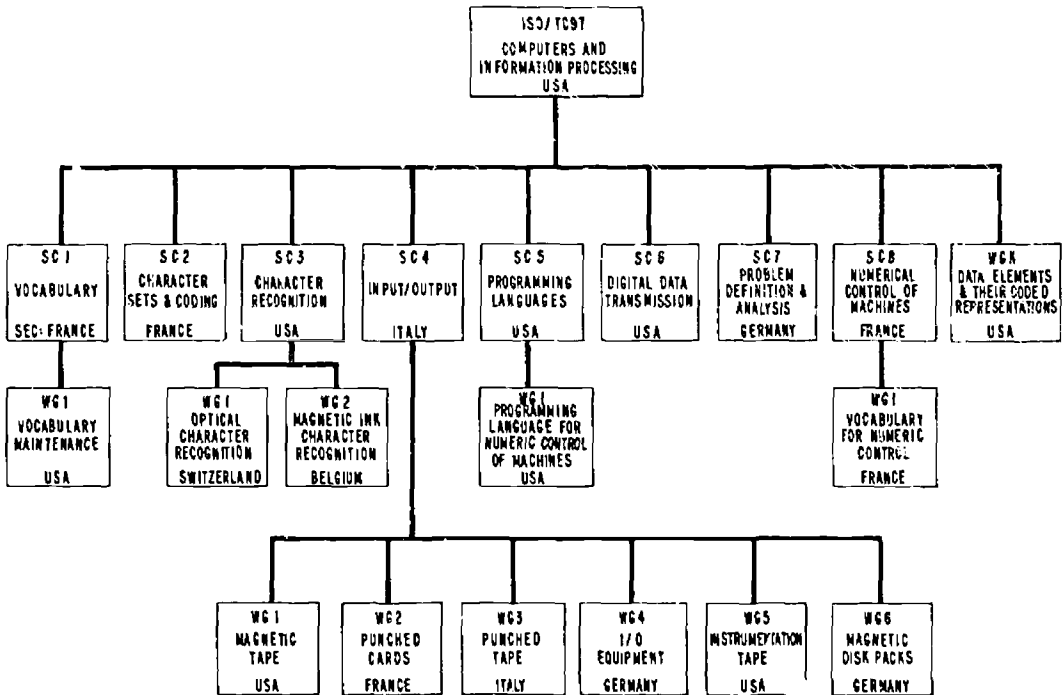 ISO/TC97
COMPUTERS AND
INFORMATION PROCESSING
USA
SC 1
VOCABULARY
SEC: FRANCE
SC2
CHARACTER
SETS & CODING
FRANCE
SC3
CHARACTER
RECOGNITION
USA
SC4
INPUT/OUTPUT
ITALY
SC5
PROGRAMMING
LANGUAGES
USA
SC6
DIGITAL DATA
TRANSMISSION
USA
SC7
PROBLEM
DEFINITION &
ANALYSIS
GERMANY
SC8
NUMERICAL
CONTROL OF
MACHINES
FRANCE
WGK
DATA ELEMENTS
& THEIR CODED
REPRESENTATIONS
USA
WG1
VOCABULARY
MAINTENANCE
USA
WG1
OPTICAL
CHARACTER
RECOGNITION
SWITZERLAND
WG2
MAGNETIC INK
CHARACTER
RECOGNITION
BELGIUM
WG1
PROGRAMMING
LANGUAGE FOR
NUMERIC CONTROL
OF MACHINES
USA
WG1
VOCABULARY
FOR NUMERIC
CONTROL
FRANCE
WG1
MAGNETIC
TAPE
USA
WG2
PUNCHED
CARDS
FRANCE
WG3
PUNCHED
TAPE
ITALY
WG4
I/O
EQUIPMENT
GERMANY
WG5
INSTRUMENTATION
TAPE
USA
WG6
MAGNETIC
DISK PACKS
GERMANY